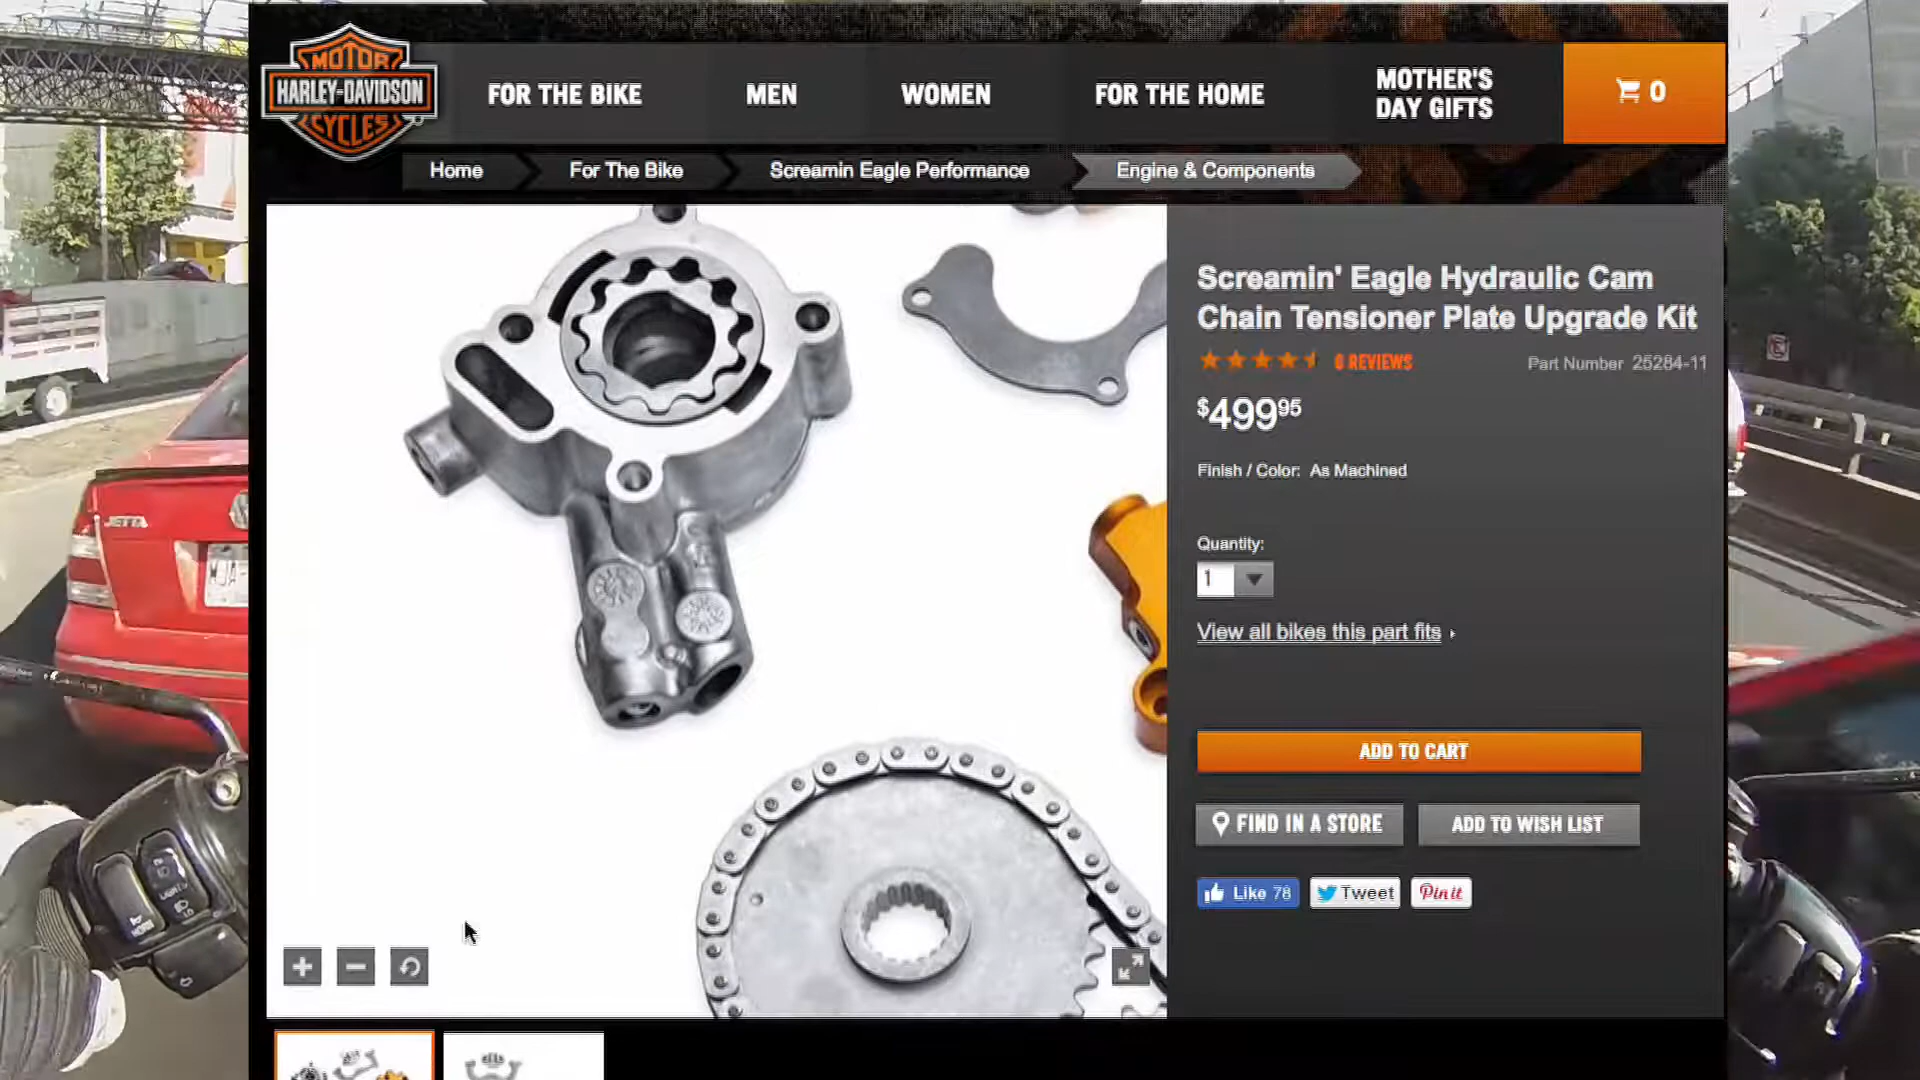 MOTOR
HARLEY-DAVIDSON
CYCLES
FOR THE BIKE
MEN
WOMEN
FOR THE HOME
MOTHER'S
DAY GIFTS
0
Home
For The Bike
Screamin Eagle Performance
Engine & Components
Screamin' Eagle Hydraulic Cam
Chain Tensioner Plate Upgrade Kit
6 REVIEWS
Part Number 25284-11
$49995
Finish / Color: As Machined
Quantity:
1
View all bikes this part fits
ADD TO CART
FIND IN A STORE
ADD TO WISH LIST
Like 78
Tweet
Pin it
JETTA
HORN